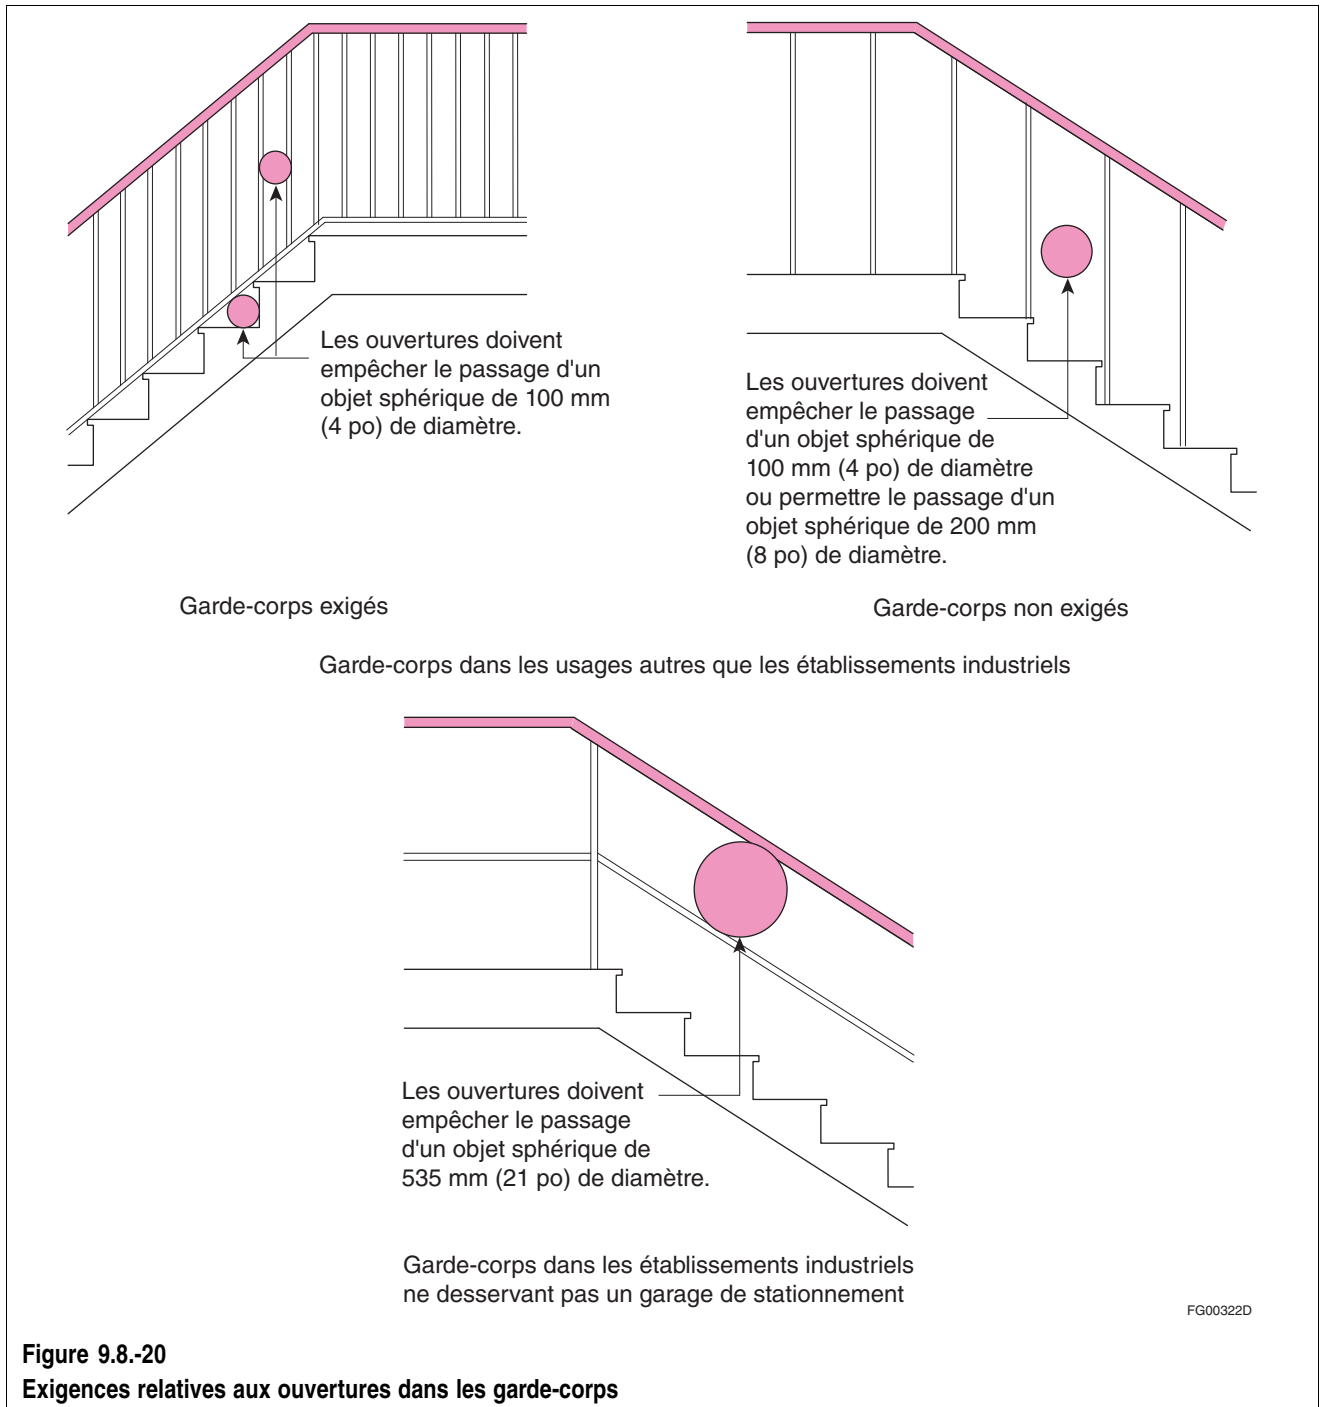 Les ouvertures doivent
empêcher le passage d'un
objet sphérique de 100 mm
(4 po) de diamètre.
Les ouvertures doivent
empêcher le passage
d'un objet sphérique de
100 mm (4 po) de diamètre
ou permettre le passage d'un
objet sphérique de 200 mm
(8 po) de diamètre.
Garde-corps exigés
Garde-corps non exigés
Garde-corps dans les usages autres que les établissements industriels
Les ouvertures doivent
empêcher le passage
d'un objet sphérique de
535 mm (21 po) de diamètre.
Garde-corps dans les établissements industriels
ne desservant pas un garage de stationnement
FG00322D
Figure 9.8.-20
Exigences relatives aux ouvertures dans les garde-corps